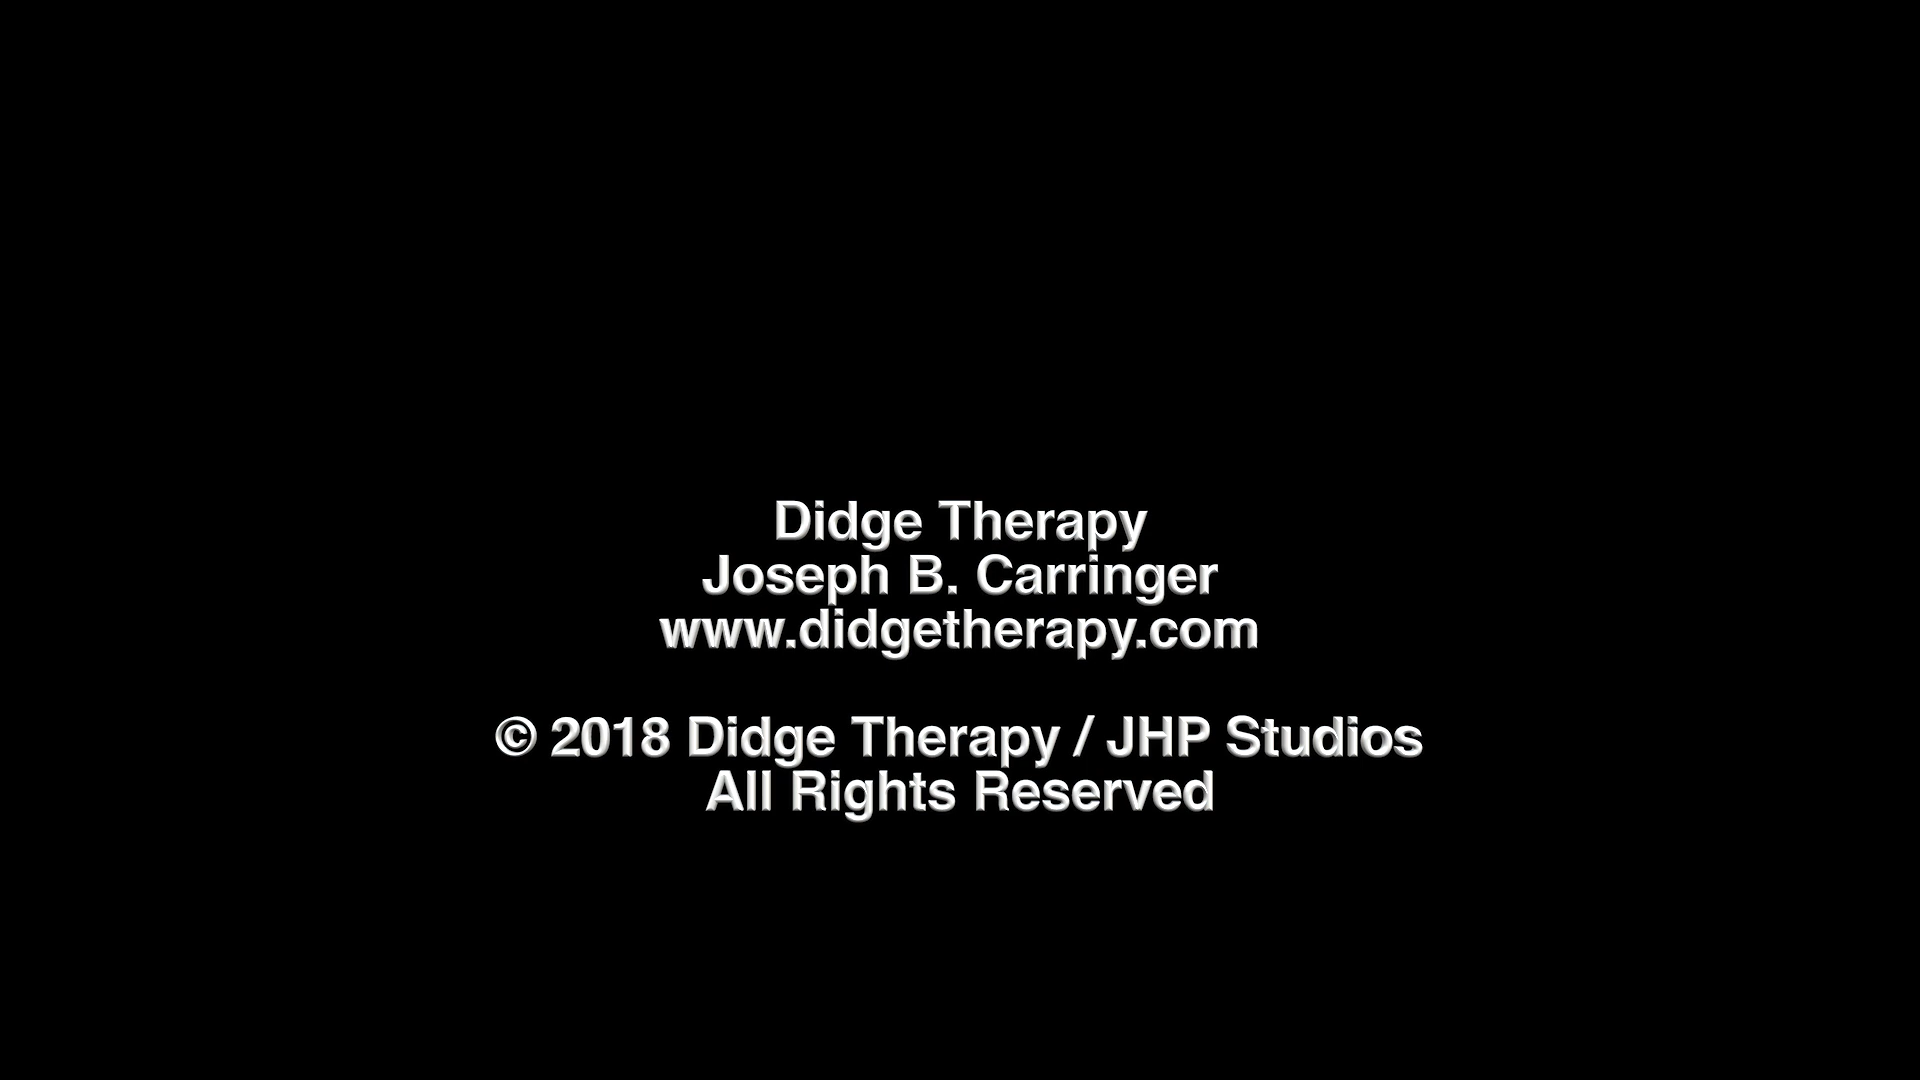 Didge Therapy
Joseph B. Carringer
www.didgetherapy.com
© 2018 Didge Therapy / JHP Studios
All Rights Reserved